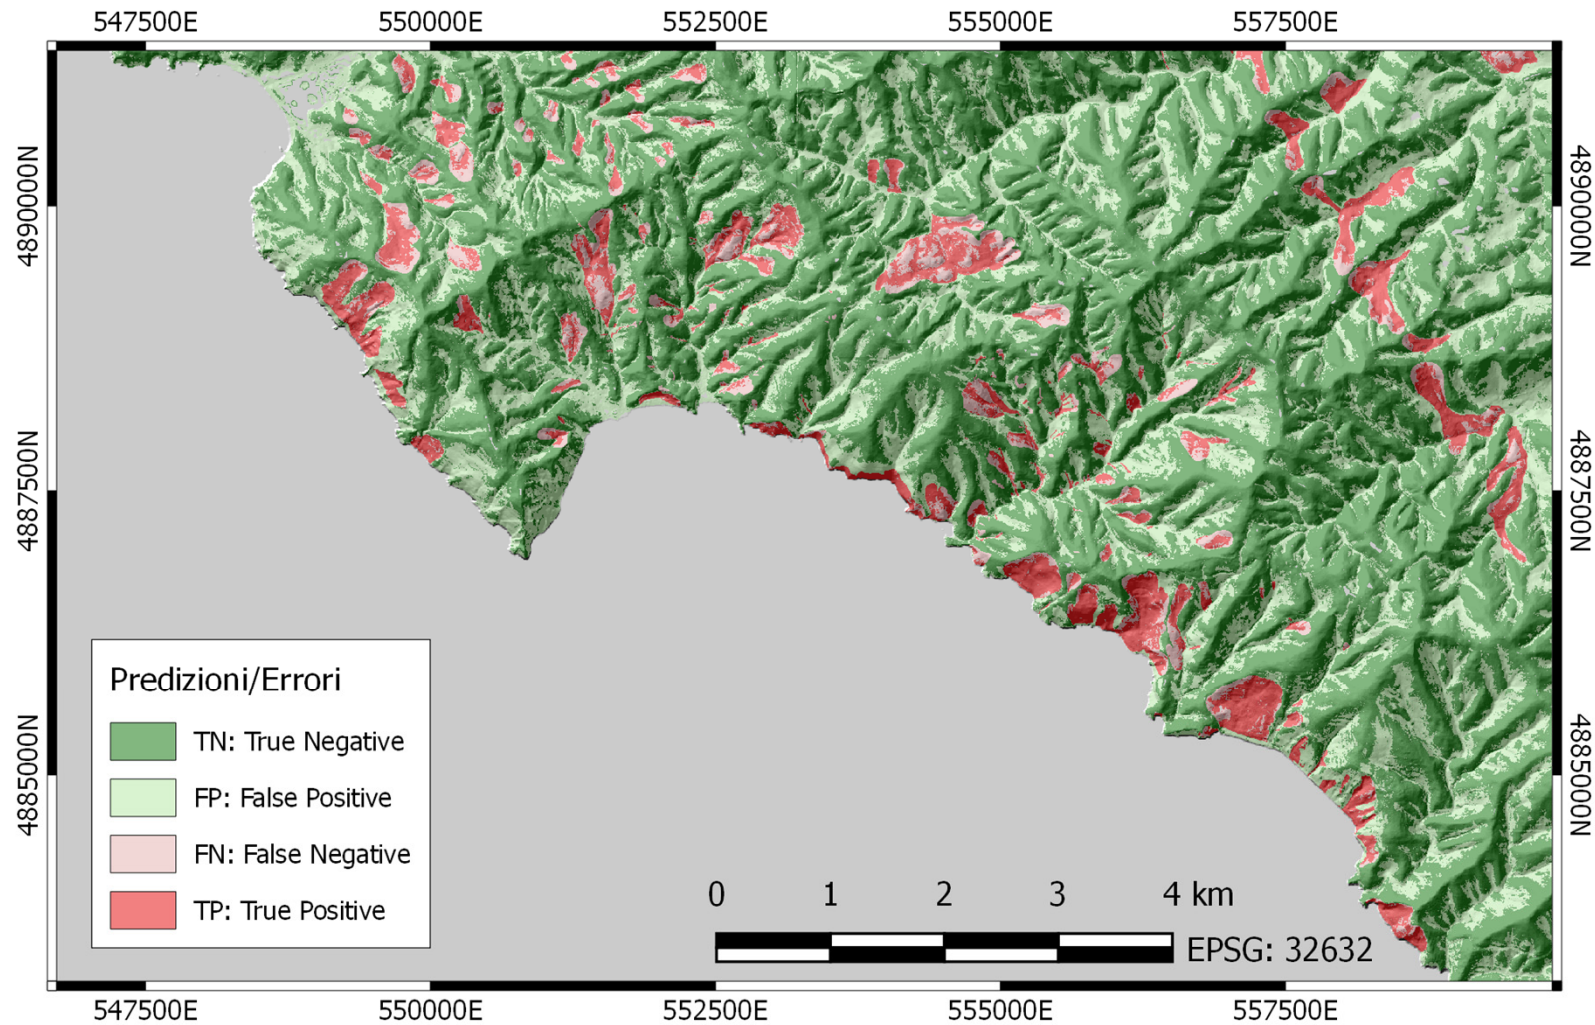 547500E 550000E 552500E 555000E 557500E
4890000N
4890000N
4887500N
4887500N
4885000N
4885000N
Predizioni/Errori
TN: True Negative
FP: False Positive
FN: False Negative
TP: True Positive
0 1 2 3 4 km
EPSG: 32632
547500E 550000E 552500E 555000E 557500E